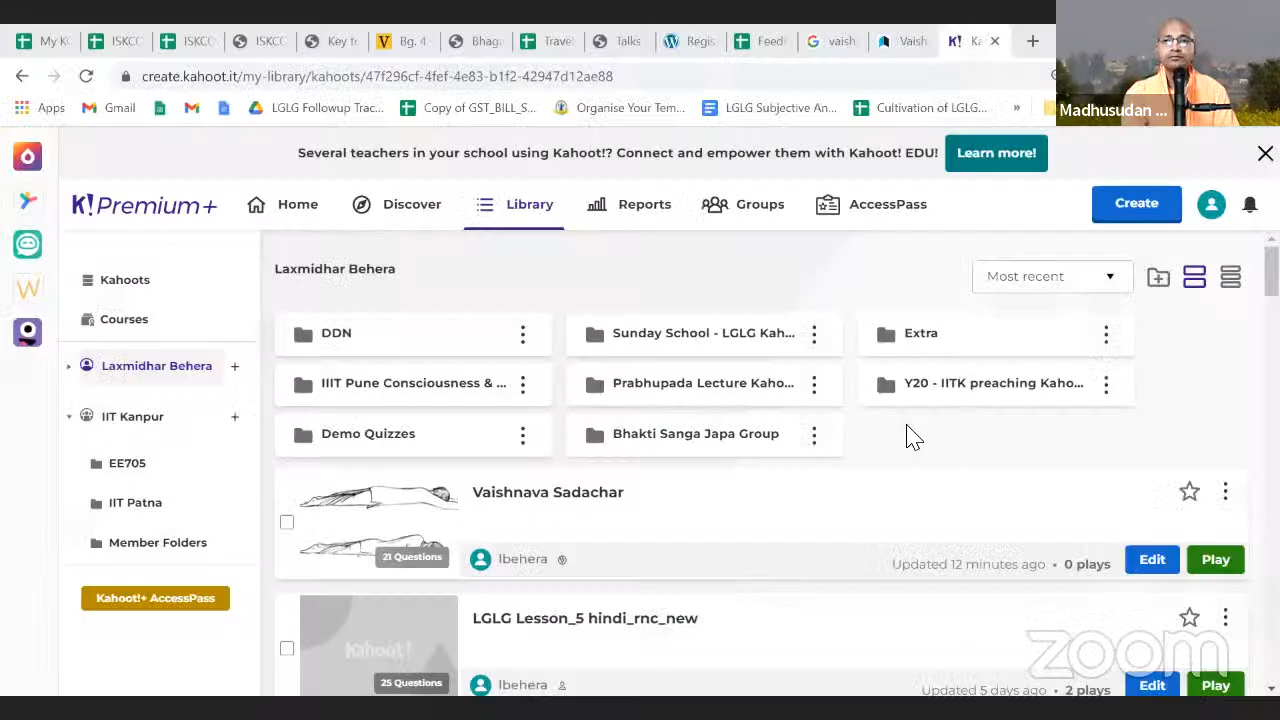 My K
ISKCC
ISKCC
ISKCC
Key to
Bg. 4
Travel
Talks
Regis
Feedl
vaish
Vaish
create.kahoot.it/my-library/kahoots/47f296cf-4fef-4e83-b1f2-42947d12ae88
Apps
Gmail
LGLG Followup Trac...
Copy of GST_BILL_S...
Organise Your Tem...
LGLG Subjective An...
Cultivation of LGLG...
»
Madhusudan ...
Several teachers in your school using Kahoot!? Connect and empower them with Kahoot! EDU!
Learn more!
K!Premium+
Home
Discover
Library
Reports
Groups
AccessPass
Create
Kahoots
Courses
Laxmidhar Behera
+
IIT Kanpur
+
EE705
IIT Patna
Member Folders
Kahoot!+ AccessPass
Laxmidhar Behera
Most recent
DDN
Sunday School - LGLG Kah...
Extra
IIIT Pune Consciousness & ...
Prabhupada Lecture Kaho...
Y20 - IITK preaching Kaho...
Demo Quizzes
Bhakti Sanga Japa Group
Vaishnava Sadachar
21 Questions
lbehera
Updated 12 minutes ago • 0 plays
Edit
Play
LGLG Lesson_5 hindi_rnc_new
Kahoot!
25 Questions
lbehera
Updated 5 days ago • 2 plays
Edit
Play
zoom